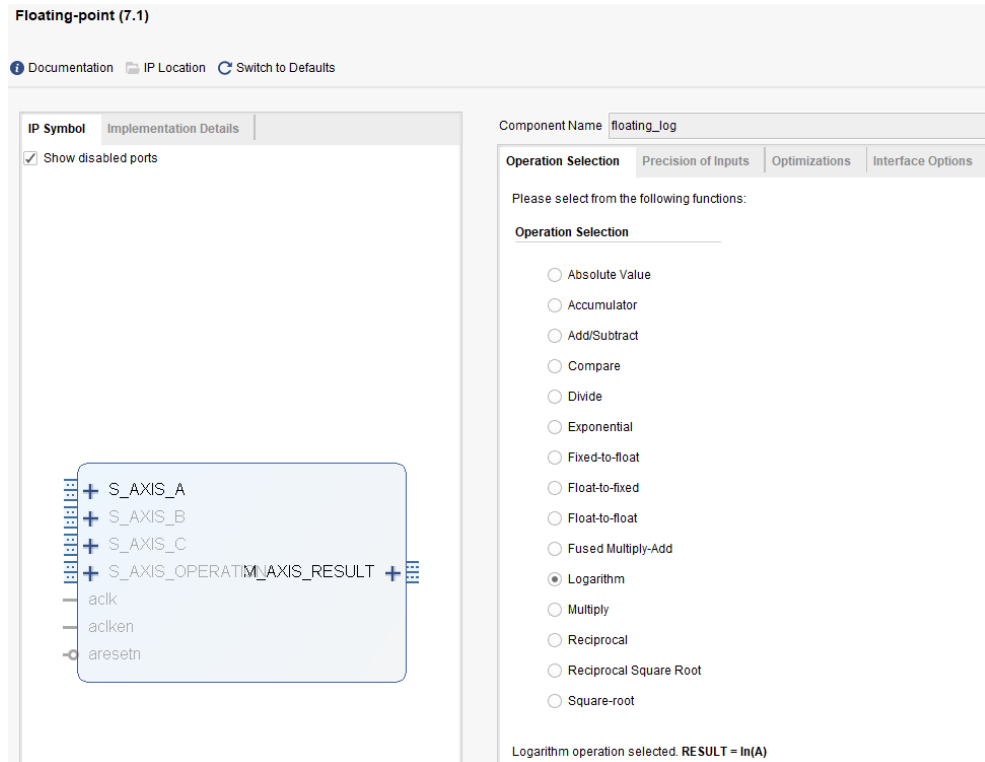 Floating-point (7.1)
Documentation IP Location Switch to Defaults
IP Symbol Implementation Details
Show disabled ports
S_AXIS_A
S_AXIS_B
S_AXIS_C
S_AXIS_OPERATION M_AXIS_RESULT
aclk
aclken
aresetn
Component Name floating_log
Operation Selection Precision of Inputs Optimizations Interface Options
Please select from the following functions:
Operation Selection
Absolute Value
Accumulator
Add/Subtract
Compare
Divide
Exponential
Fixed-to-float
Float-to-fixed
Float-to-float
Fused Multiply-Add
Logarithm
Multiply
Reciprocal
Reciprocal Square Root
Square-root
Logarithm operation selected. RESULT = ln(A)